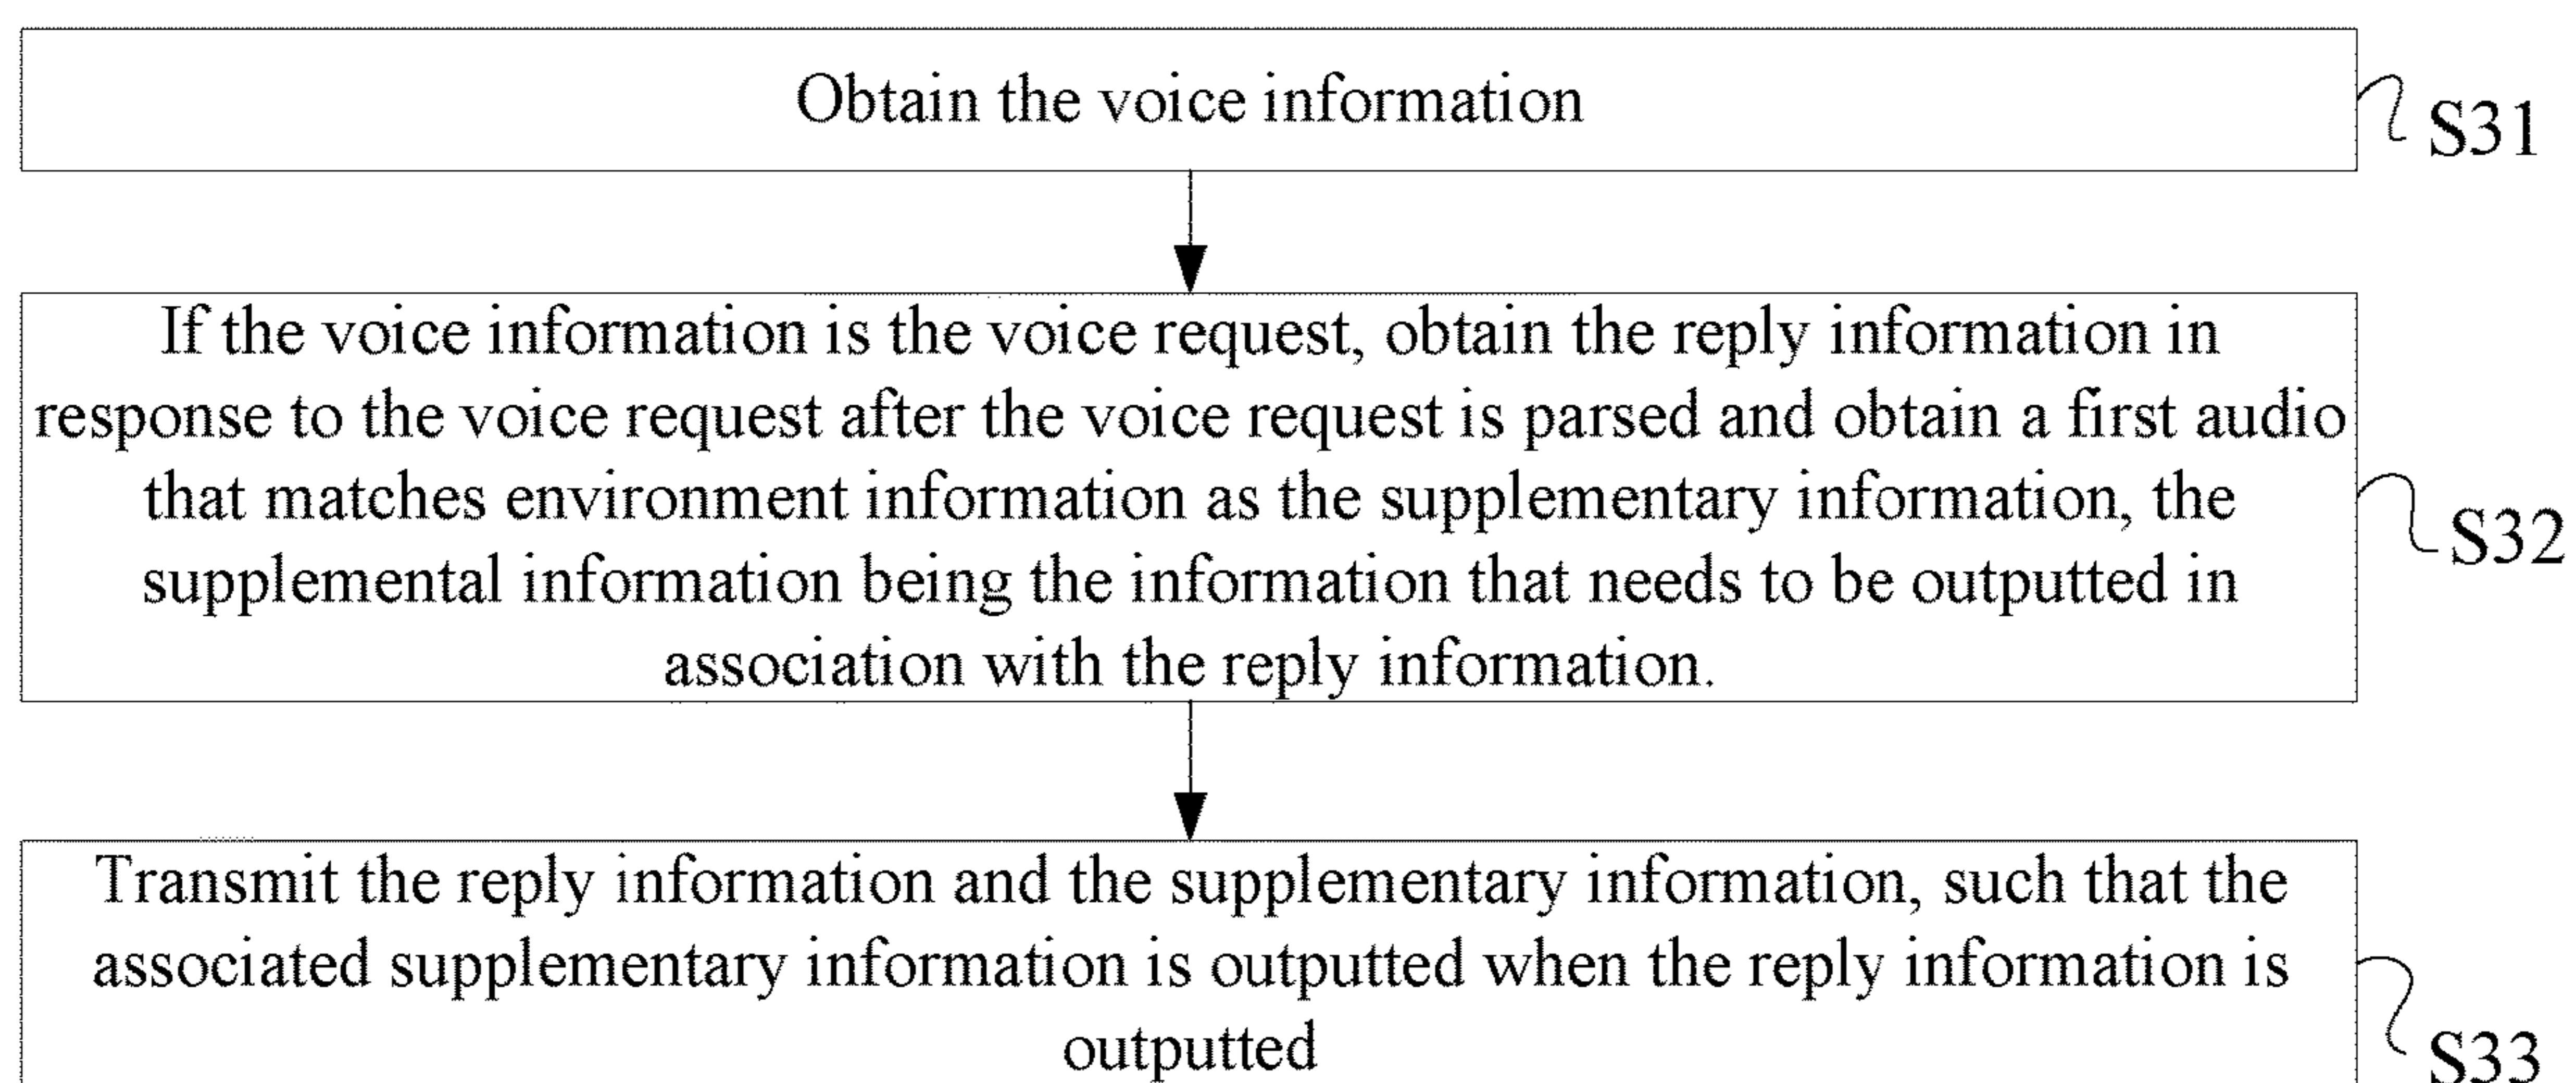 Obtain the voice information
S31
If the voice information is the voice request, obtain the reply information in
response to the voice request after the voice request is parsed and obtain a first audio
that matches environment information as the supplementary information, the
supplemental information being the information that needs to be outputted in
association with the reply information.
S32
Transmit the reply information and the supplementary information, such that the
associated supplementary information is outputted when the reply information is
outputted
S33